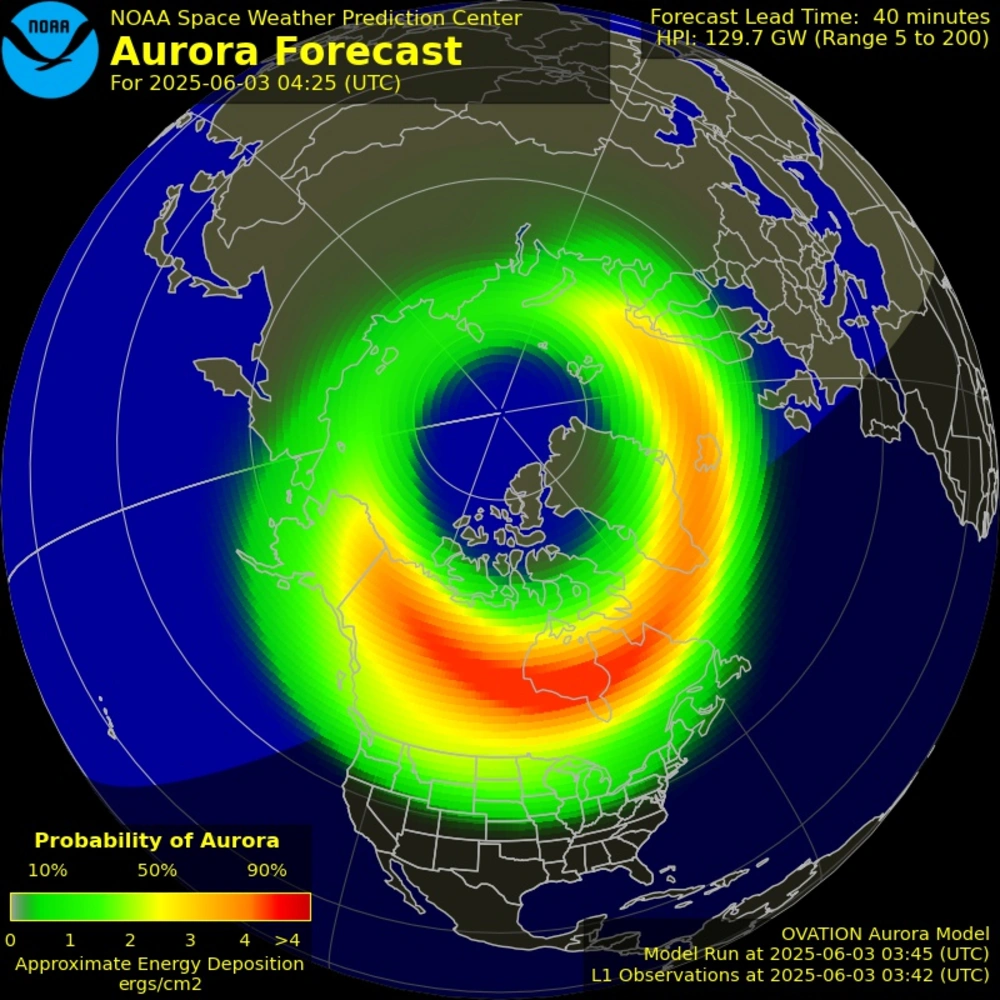 NOAA
NOAA Space Weather Prediction Center
Aurora Forecast
For 2025-06-03 04:25 (UTC)
Forecast Lead Time: 40 minutes
HPI: 129.7 GW (Range 5 to 200)
Probability of Aurora
10% 50% 90%
0 1 2 3 4 >4
Approximate Energy Deposition
ergs/cm2
OVATION Aurora Model
Model Run at 2025-06-03 03:45 (UTC)
L1 Observations at 2025-06-03 03:42 (UTC)